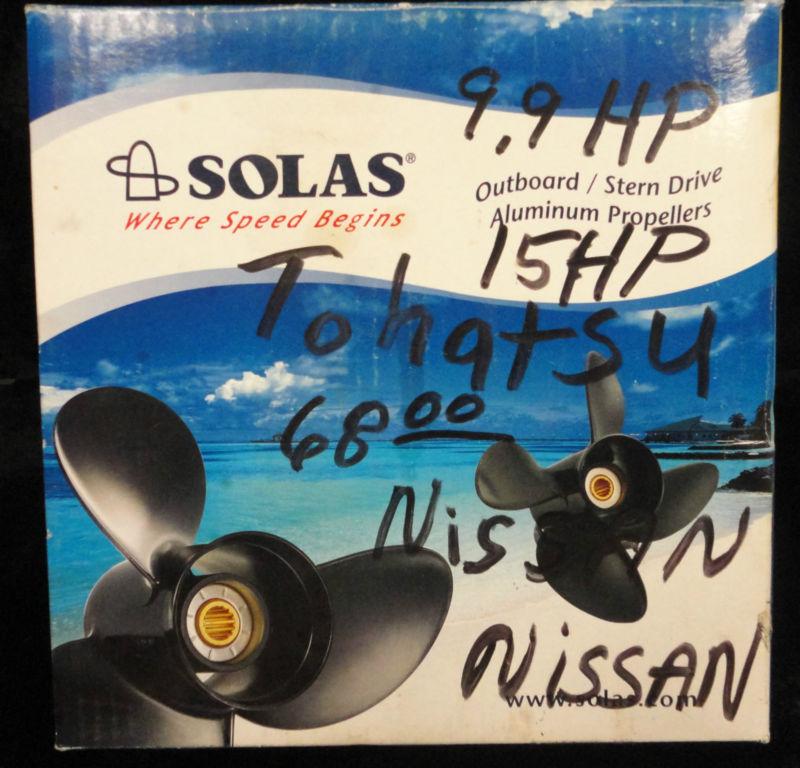 9.9 HP
SOLAS®
Where Speed Begins
Outboard / Stern Drive
Aluminum Propellers
15HP
Tohatsu
68 00
NiSSAN
NiSSAN
www.solas.com